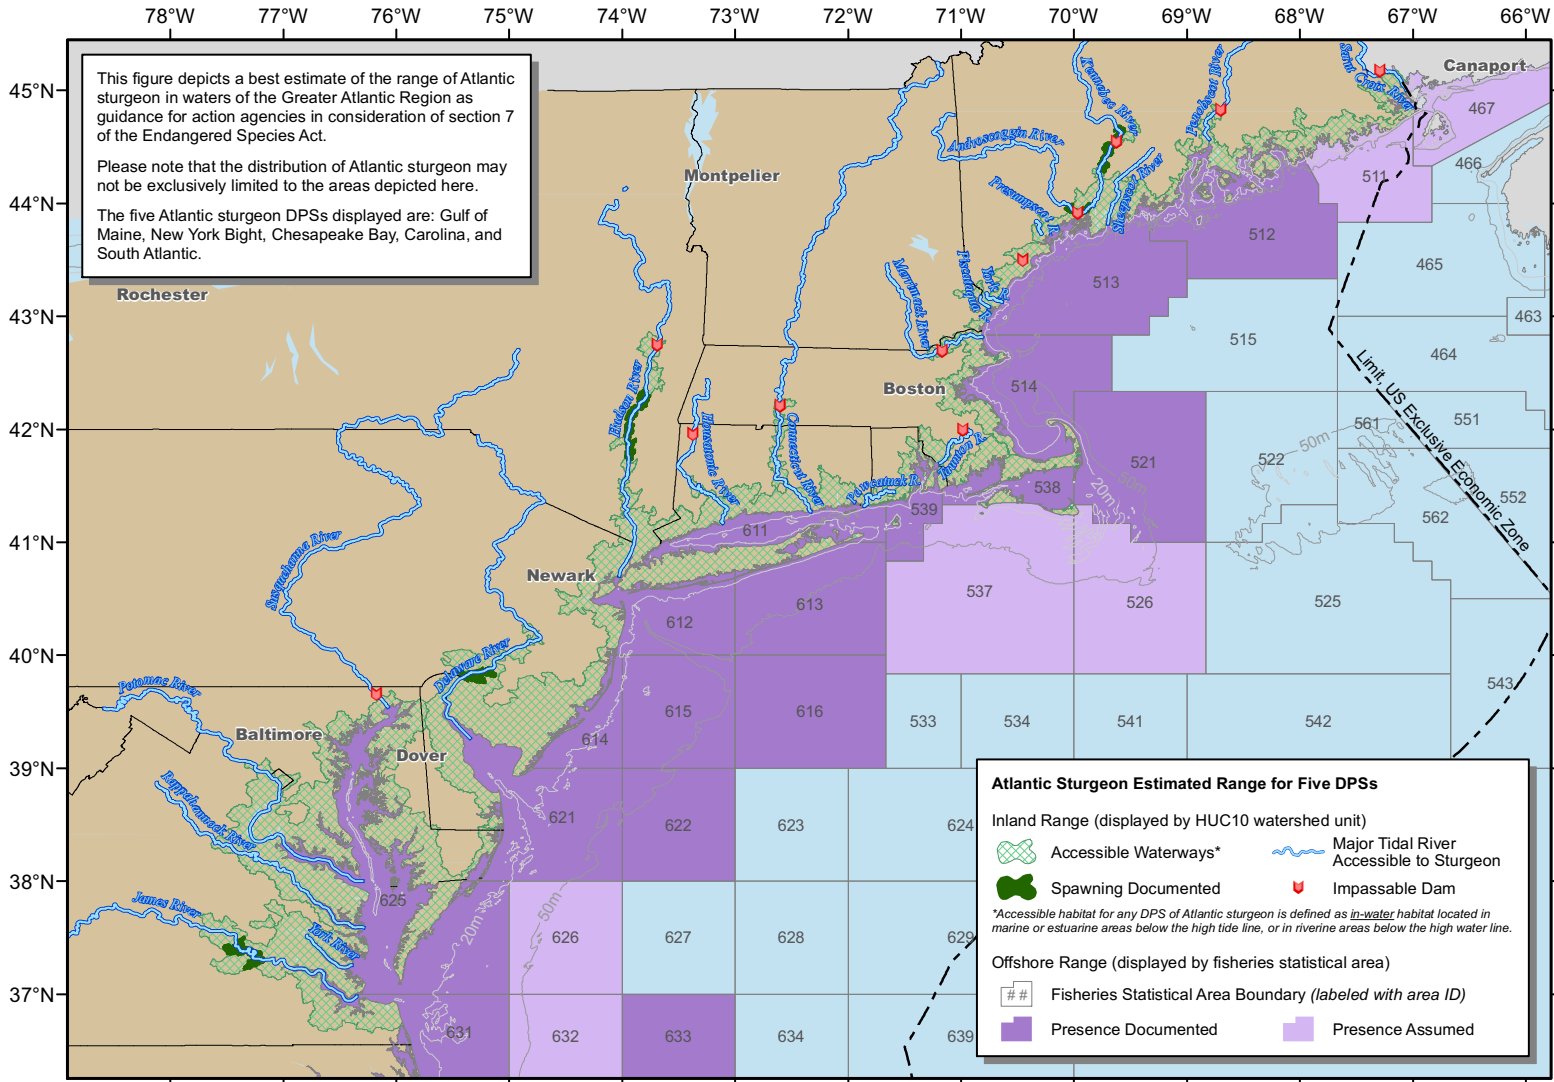 78°W 77°W 76°W 75°W 74°W 73°W 72°W 71°W 70°W 69°W 68°W 67°W 66°W
45°N
44°N
43°N
42°N
41°N
40°N
39°N
38°N
37°N
This figure depicts a best estimate of the range of Atlantic
sturgeon in waters of the Greater Atlantic Region as
guidance for action agencies in consideration of section 7
of the Endangered Species Act.
Please note that the distribution of Atlantic sturgeon may
not be exclusively limited to the areas depicted here.
The five Atlantic sturgeon DPSs displayed are: Gulf of
Maine, New York Bight, Chesapeake Bay, Carolina, and
South Atlantic.
Rochester
Montpelier
Canaport
Boston
Newark
Baltimore
Dover
Saint Croix River
Penobscot River
Kennebec River
Androscoggin River
Sheepscot River
Presumpscot R.
Piscataqua R.
York R.
Merrimack River
Hudson River
Housatonic River
Connecticut River
Pawcatuck R.
Taunton R.
Susquehanna River
Delaware River
Potomac River
Rappahannock River
James River
York River
467
466
511
512
465
513
463
515
464
514
561
551
521
522
538
552
539
562
611
537
526
525
613
612
543
615
616
533
534
541
542
614
621
622
623
624
625
626
627
628
629
631
632
633
634
639
50m
20m
50m
50m
20m
Limit, US Exclusive Economic Zone
Atlantic Sturgeon Estimated Range for Five DPSs
Inland Range (displayed by HUC10 watershed unit)
Accessible Waterways*
Major Tidal River
Accessible to Sturgeon
Spawning Documented
Impassable Dam
*Accessible habitat for any DPS of Atlantic sturgeon is defined as in-water habitat located in
marine or estuarine areas below the high tide line, or in riverine areas below the high water line.
Offshore Range (displayed by fisheries statistical area)
## Fisheries Statistical Area Boundary (labeled with area ID)
Presence Documented
Presence Assumed